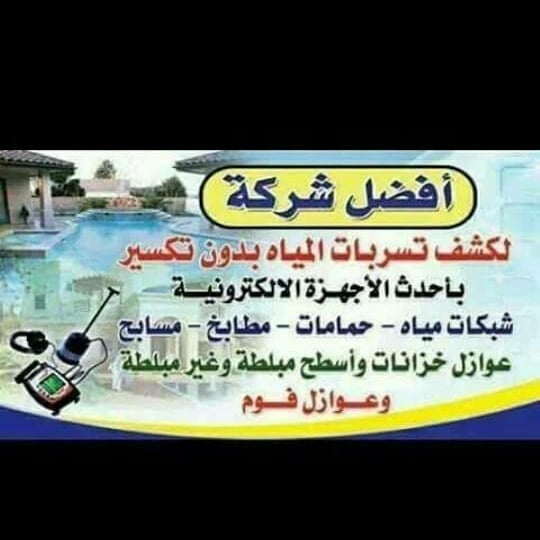 أفضل شركة
لكشف تسربات المياه بدون تكسير
بأحدث الأجهزة الالكترونية
شبكات مياه - حمامات - مطابخ - مسابح
عوازل خزانات وأسطح مبلطة وغير مبلطة
وعوازل فوم